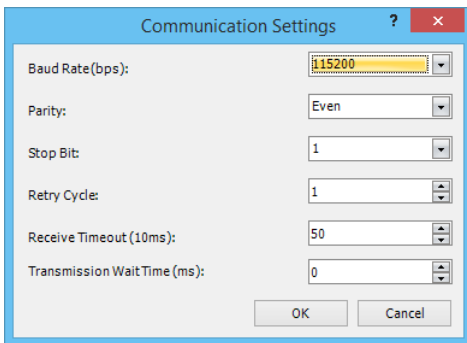 Communication Settings ? ×
Baud Rate(bps): 115200
Parity: Even
Stop Bit: 1
Retry Cycle: 1
Receive Timeout (10ms): 50
Transmission Wait Time (ms): 0
OK Cancel